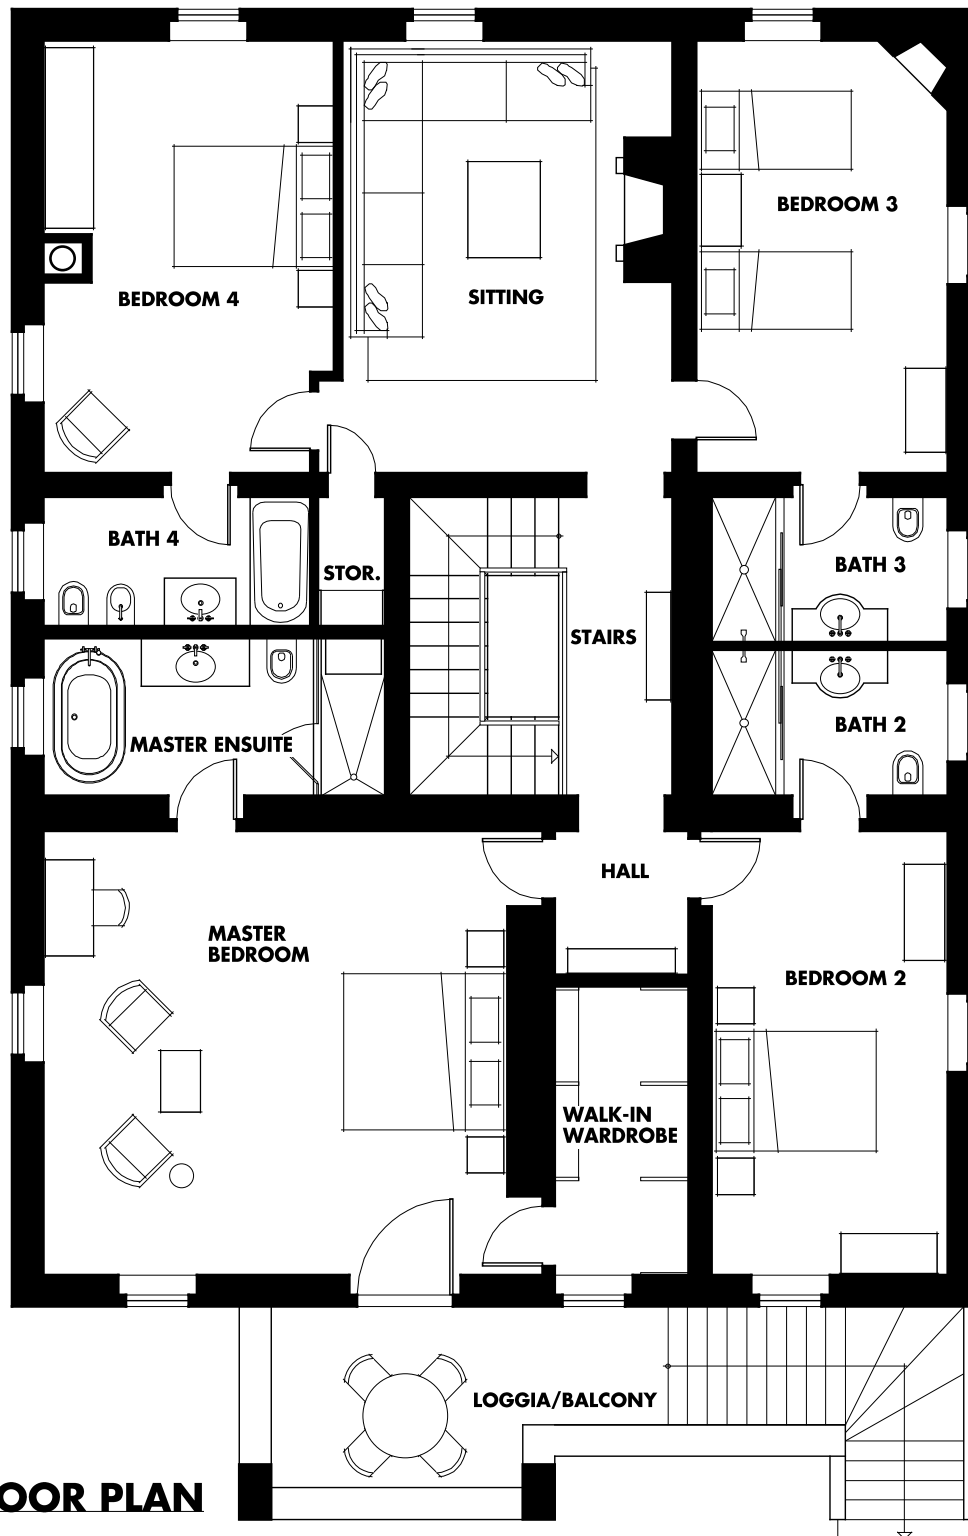 BEDROOM 3
BEDROOM 4
SITTING
BATH 4
BATH 3
STOR.
STAIRS
BATH 2
MASTER ENSUITE
HALL
MASTER
BEDROOM
BEDROOM 2
WALK-IN
WARDROBE
LOGGIA/BALCONY
OOR PLAN